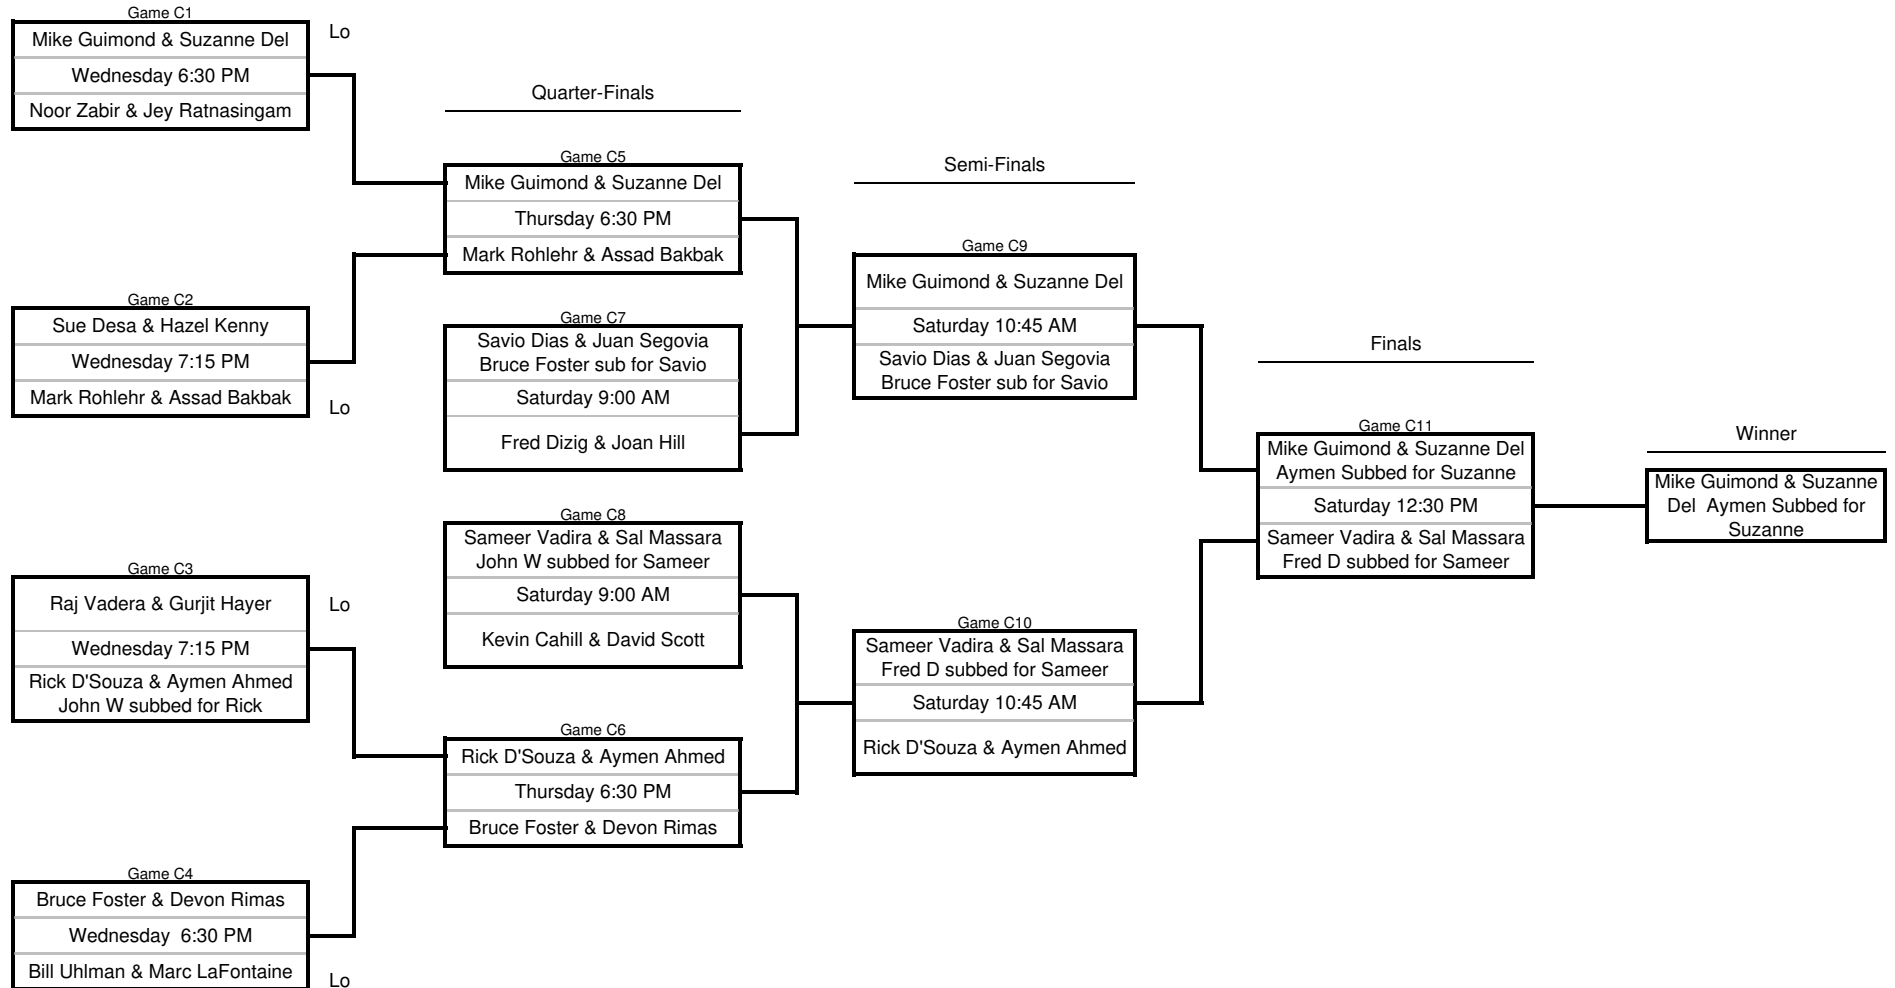 Game C1
Mike Guimond & Suzanne Del
Wednesday 6:30 PM
Noor Zabir & Jey Ratnasingam
Lo
Game C2
Sue Desa & Hazel Kenny
Wednesday 7:15 PM
Mark Rohlehr & Assad Bakbak
Lo
Game C3
Raj Vadera & Gurjit Hayer
Wednesday 7:15 PM
Rick D'Souza & Aymen Ahmed
John W subbed for Rick
Lo
Game C4
Bruce Foster & Devon Rimas
Wednesday  6:30 PM
Bill Uhlman & Marc LaFontaine
Lo
Quarter-Finals
Game C5
Mike Guimond & Suzanne Del
Thursday 6:30 PM
Mark Rohlehr & Assad Bakbak
Game C7
Savio Dias & Juan Segovia
Bruce Foster sub for Savio
Saturday 9:00 AM
Fred Dizig & Joan Hill
Game C8
Sameer Vadira & Sal Massara
John W subbed for Sameer
Saturday 9:00 AM
Kevin Cahill & David Scott
Game C6
Rick D'Souza & Aymen Ahmed
Thursday 6:30 PM
Bruce Foster & Devon Rimas
Semi-Finals
Game C9
Mike Guimond & Suzanne Del
Saturday 10:45 AM
Savio Dias & Juan Segovia
Bruce Foster sub for Savio
Game C10
Sameer Vadira & Sal Massara
Fred D subbed for Sameer
Saturday 10:45 AM
Rick D'Souza & Aymen Ahmed
Finals
Game C11
Mike Guimond & Suzanne Del
Aymen Subbed for Suzanne
Saturday 12:30 PM
Sameer Vadira & Sal Massara
Fred D subbed for Sameer
Winner
Mike Guimond & Suzanne
Del  Aymen Subbed for
Suzanne